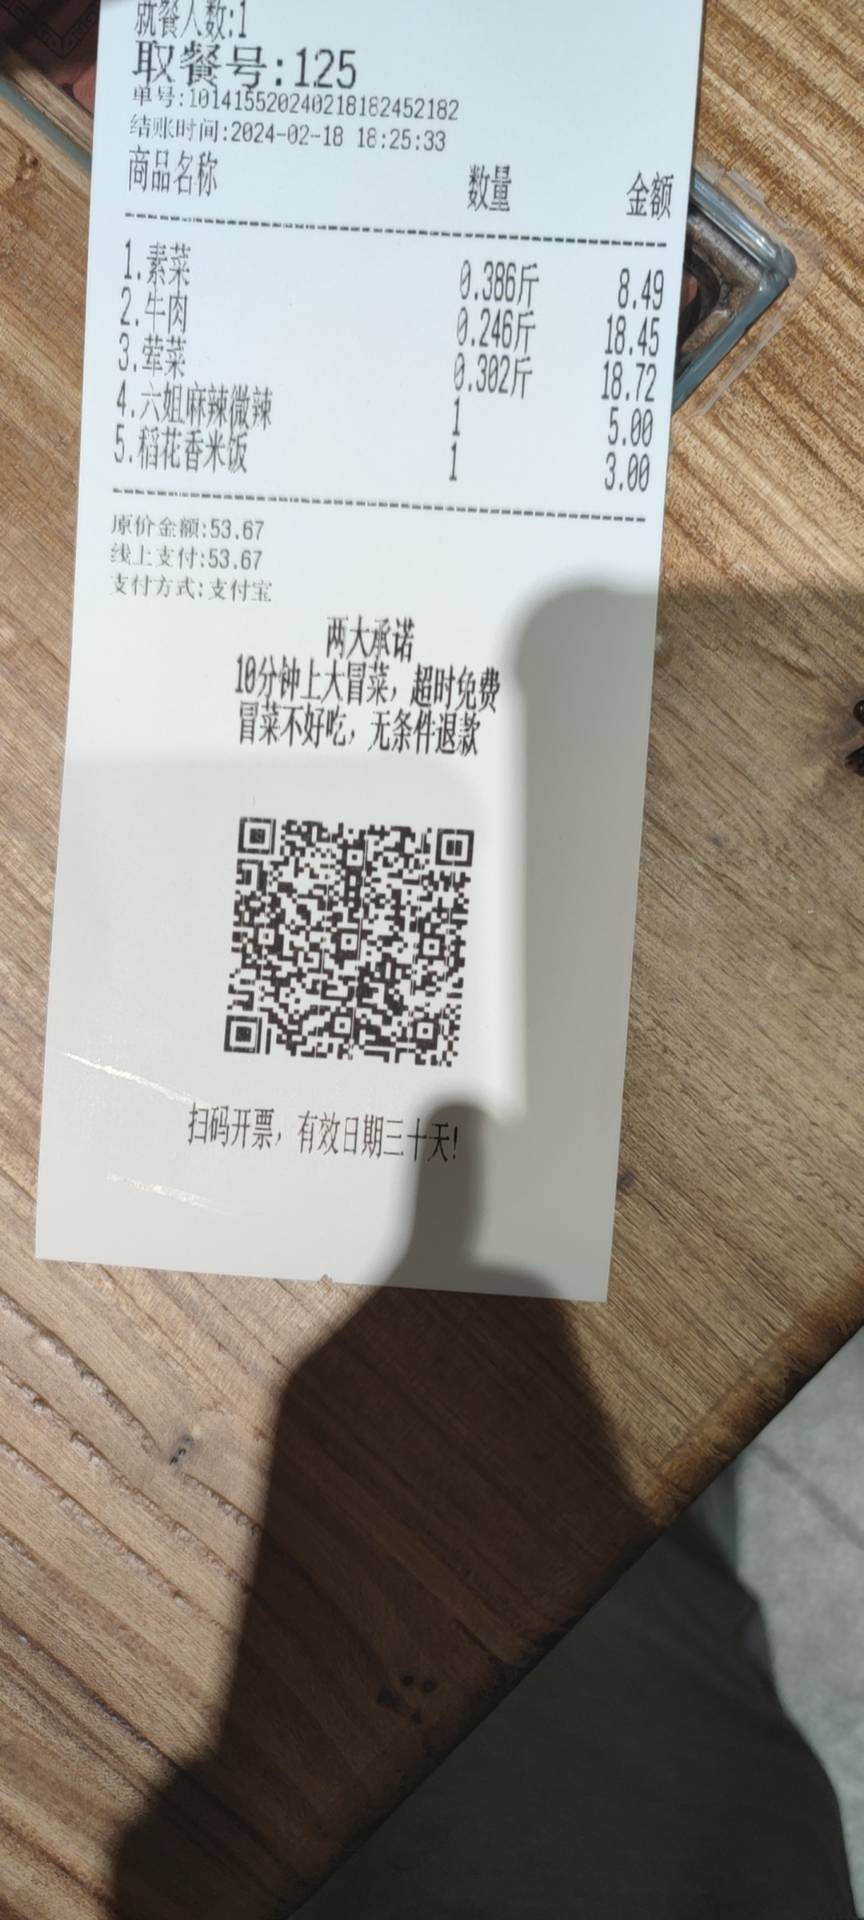 就餐人数:1
取餐号:125
单号:101415520240218182452182
结账时间:2024-02-18 18:25:33
商品名称 数量 金额
1.素菜 0.386斤 8.49
2.牛肉 0.246斤 18.45
3.荤菜 0.302斤 18.72
4.六姐麻辣微辣 1 5.00
5.稻花香米饭 1 3.00
原价金额:53.67
线上支付:53.67
支付方式:支付宝
两大承诺
10分钟上大冒菜，超时免费
冒菜不好吃，无条件退款
扫码开票，有效日期三十天!